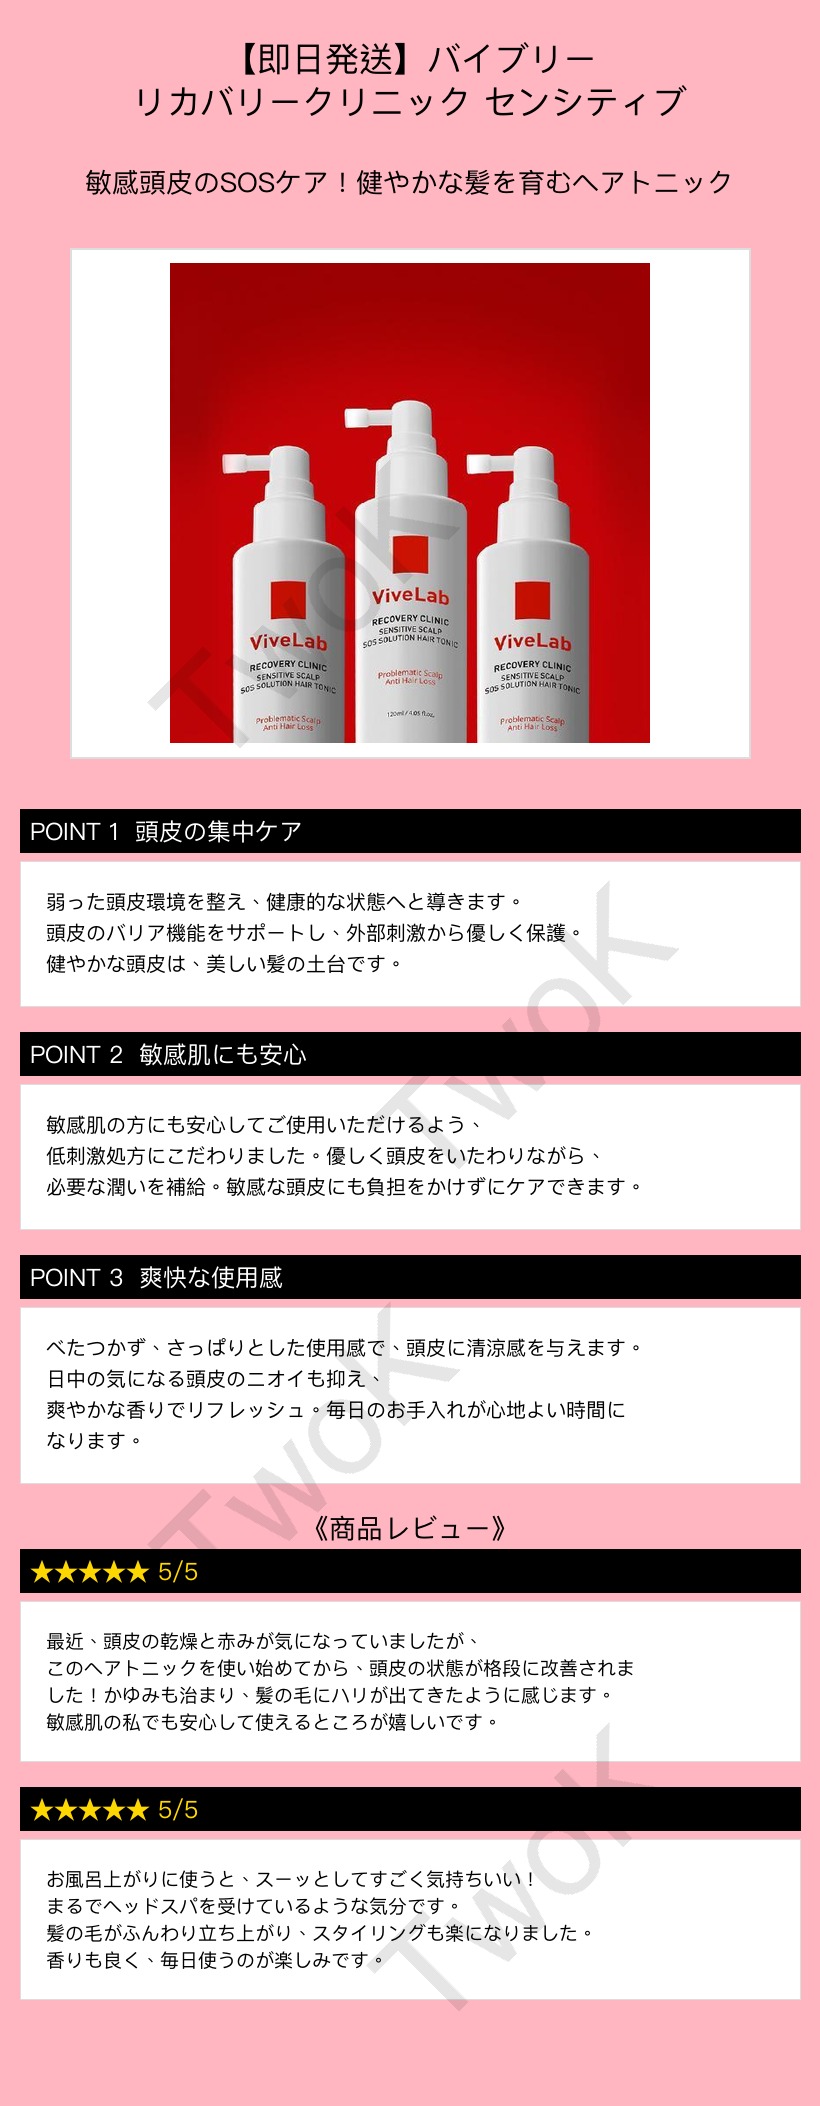 【即日発送】バイブリー
リカバリークリニック センシティブ
敏感頭皮のSOSケア！健やかな髪を育むヘアトニック
ViveLab
RECOVERY CLINIC
SENSITIVE SCALP
SOS SOLUTION HAIR TONIC
Problematic Scalp
Anti Hair Loss
ViveLab
RECOVERY CLINIC
SENSITIVE SCALP
SOS SOLUTION HAIR TONIC
Problematic Scalp
Anti Hair Loss
120ml / 4.05 fl.oz.
ViveLab
RECOVERY CLINIC
SENSITIVE SCALP
SOS SOLUTION HAIR TONIC
Problematic Scalp
Anti Hair Loss
TwoK
POINT 1 頭皮の集中ケア
弱った頭皮環境を整え、健康的な状態へと導きます。
頭皮のバリア機能をサポートし、外部刺激から優しく保護。
健やかな頭皮は、美しい髪の土台です。
TwoK
POINT 2 敏感肌にも安心
敏感肌の方にも安心してご使用いただけるよう、
低刺激処方にこだわりました。優しく頭皮をいたわりながら、
必要な潤いを補給。敏感な頭皮にも負担をかけずにケアできます。
POINT 3 爽快な使用感
べたつかず、さっぱりとした使用感で、頭皮に清涼感を与えます。
日中の気になる頭皮のニオイも抑え、
爽やかな香りでリフレッシュ。毎日のお手入れが心地よい時間に
なります。
TwoK
《商品レビュー》
★★★★★ 5/5
最近、頭皮の乾燥と赤みが気になっていましたが、
このヘアトニックを使い始めてから、頭皮の状態が格段に改善されま
した！かゆみも治まり、髪の毛にハリが出てきたように感じます。
敏感肌の私でも安心して使えるところが嬉しいです。
★★★★★ 5/5
お風呂上がりに使うと、スーッとしてすごく気持ちいい！
まるでヘッドスパを受けているような気分です。
髪の毛がふんわり立ち上がり、スタイリングも楽になりました。
香りも良く、毎日使うのが楽しみです。
TwoK